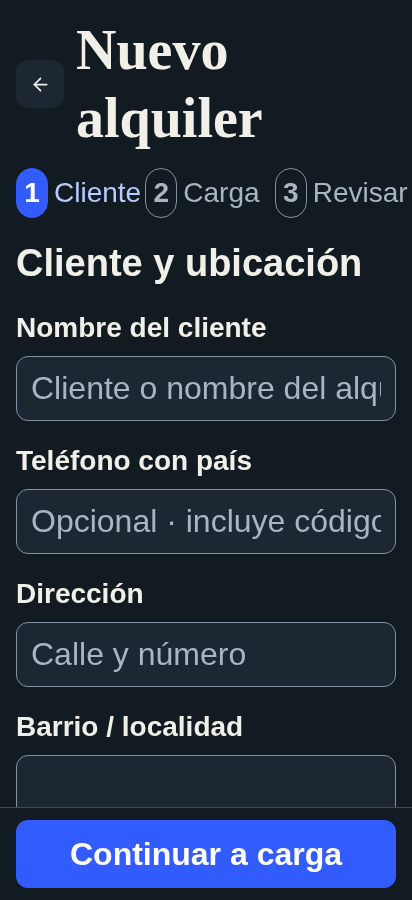 Nuevo
alquiler
1 Cliente 2 Carga 3 Revisar
Cliente y ubicación
Nombre del cliente
Cliente o nombre del alq
Teléfono con país
Opcional · incluye código
Dirección
Calle y número
Barrio / localidad
Continuar a carga